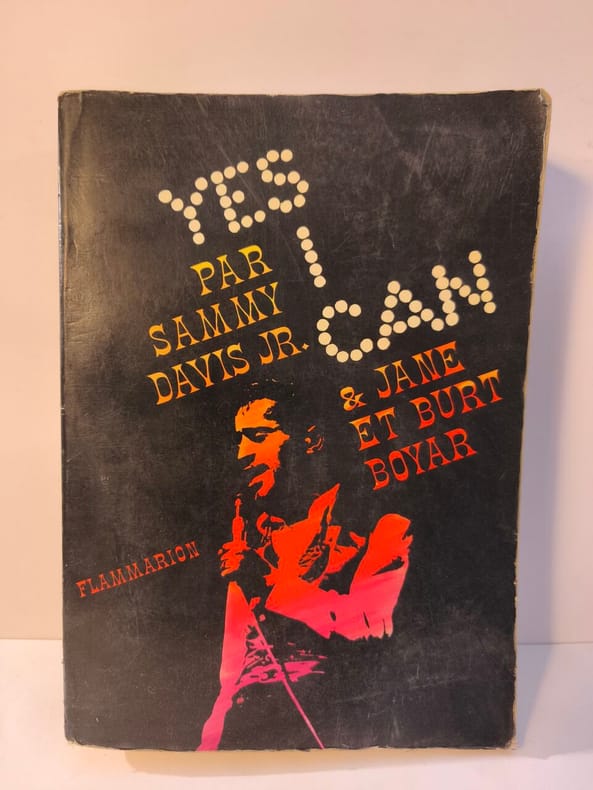 YES
I
CAN
PAR
SAMMY
DAVIS JR.
& JANE
ET BURT
BOYAR
FLAMMARION